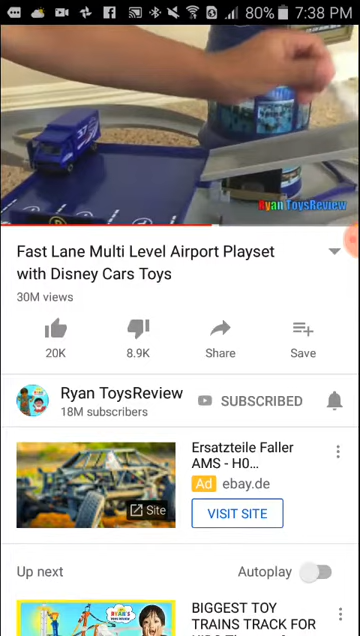 80% 7:38 PM
Ryan ToysReview
Fast Lane Multi Level Airport Playset
with Disney Cars Toys
30M views
20K
8.9K
Share
Save
Ryan ToysReview
18M subscribers
SUBSCRIBED
Ersatzteile Faller
AMS - H0...
Ad ebay.de
Site
VISIT SITE
Up next
Autoplay
BIGGEST TOY
TRAINS TRACK FOR